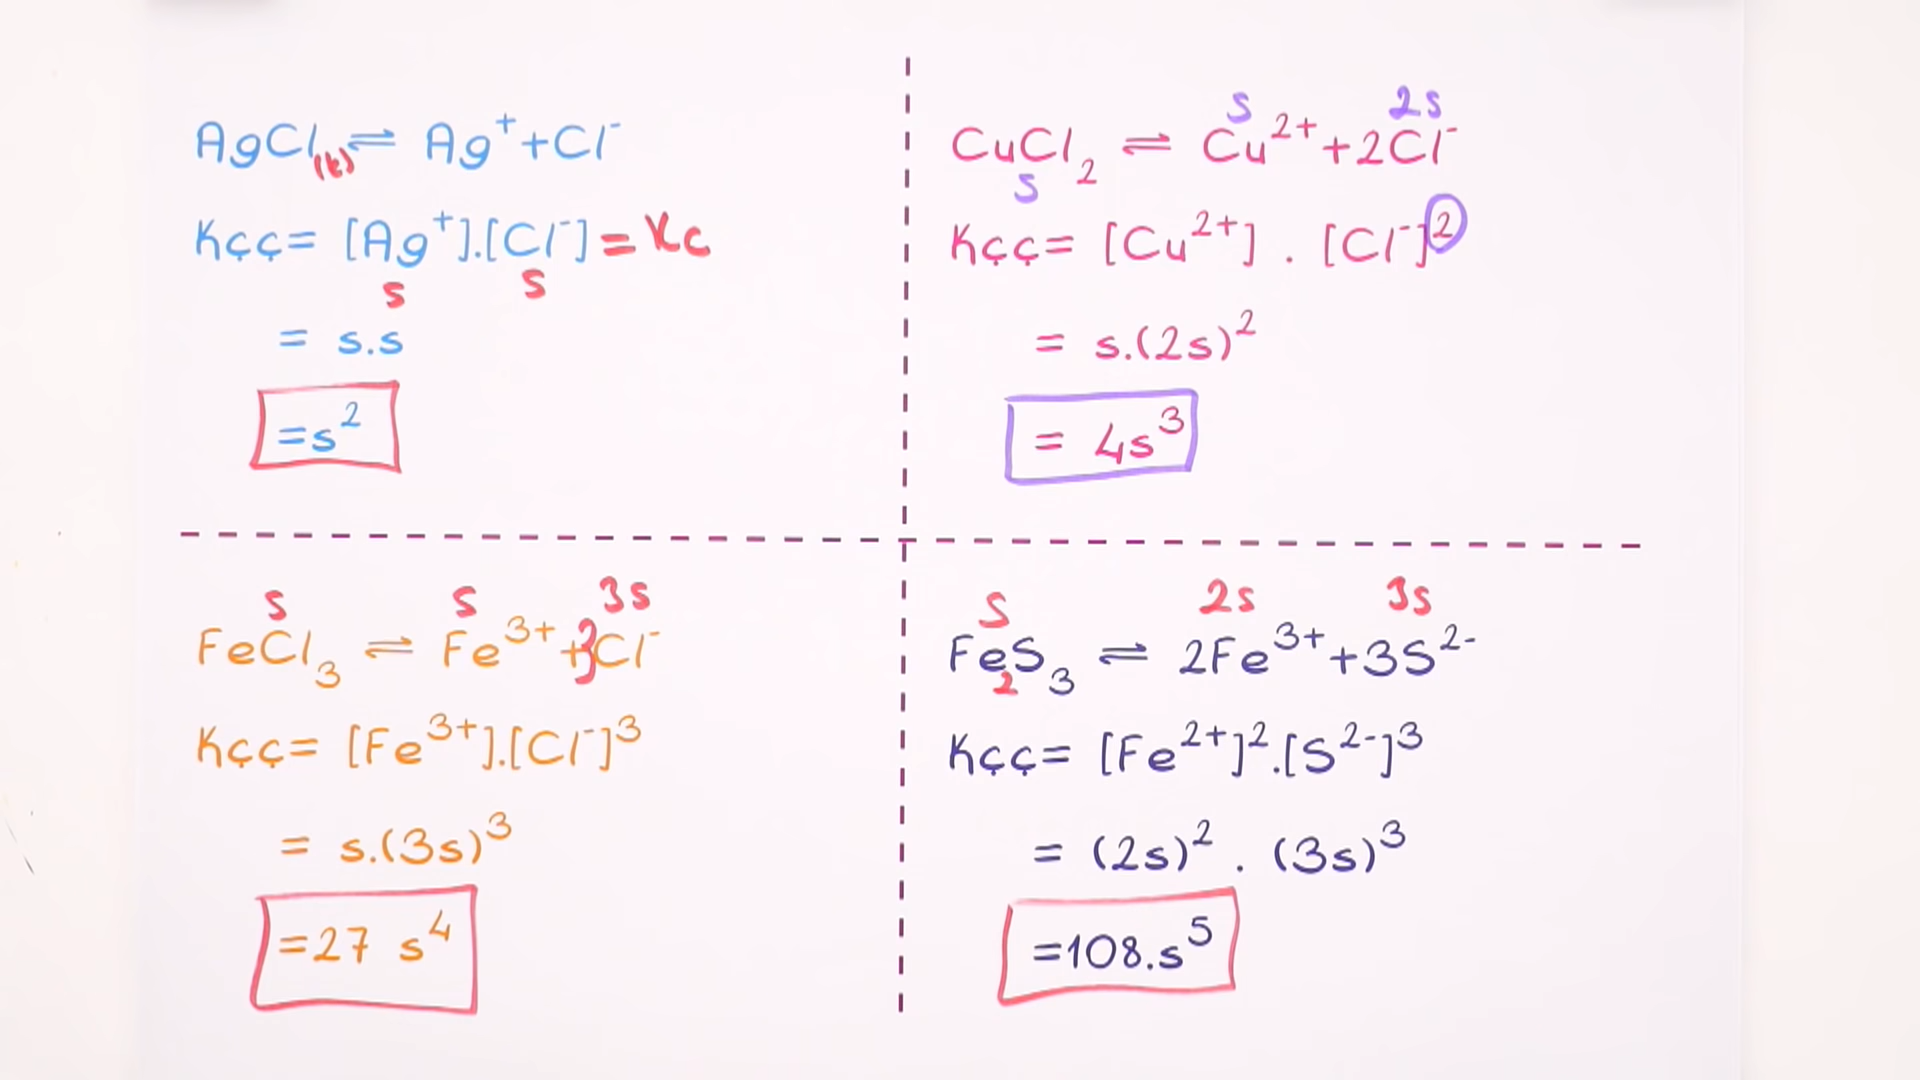 AgCl(k) ⇌ Ag⁺+Cl⁻
Kçç= [Ag⁺].[Cl⁻] = Kc
s s
= s.s
=s²
s 2s
CuCl₂ ⇌ Cu²⁺+2Cl⁻
s
Kçç= [Cu²⁺] . [Cl⁻]²
= s.(2s)²
= 4s³
s s 3s
FeCl₃ ⇌ Fe³⁺+3Cl⁻
Kçç= [Fe³⁺].[Cl⁻]³
= s.(3s)³
=27 s⁴
s 2s 3s
Fe₂S₃ ⇌ 2Fe³⁺+3S²⁻
Kçç= [Fe²⁺]².[S²⁻]³
= (2s)² . (3s)³
=108.s⁵